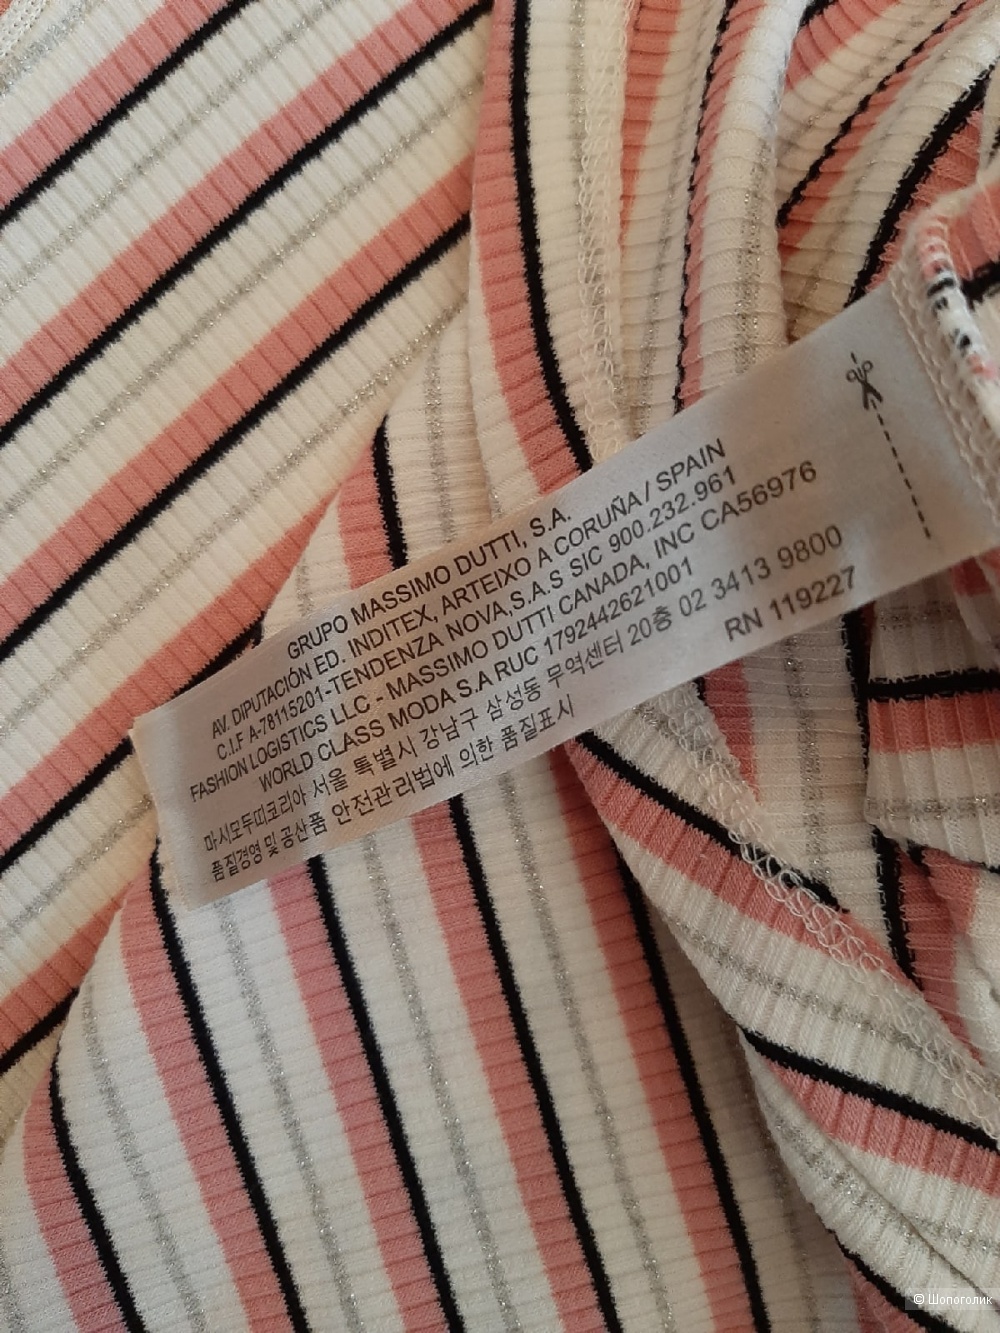 GRUPO MASSIMO DUTTI, S.A.
AV. DIPUTACIÓN ED. INDITEX, ARTEIXO A CORUÑA / SPAIN
C.I.F A-78115201-TENDENZA NOVA,S.A.S SIC 900.232.961
FASHION LOGISTICS LLC - MASSIMO DUTTI CANADA, INC CA56976
WORLD CLASS MODA S.A RUC 1792442621001
마시모두띠코리아 서울 특별시 강남구 삼성동 무역센터 20층 02 3413 9800
품질경영 및 공산품 안전관리법에 의한 품질표시
RN 119227
© Шопоголик